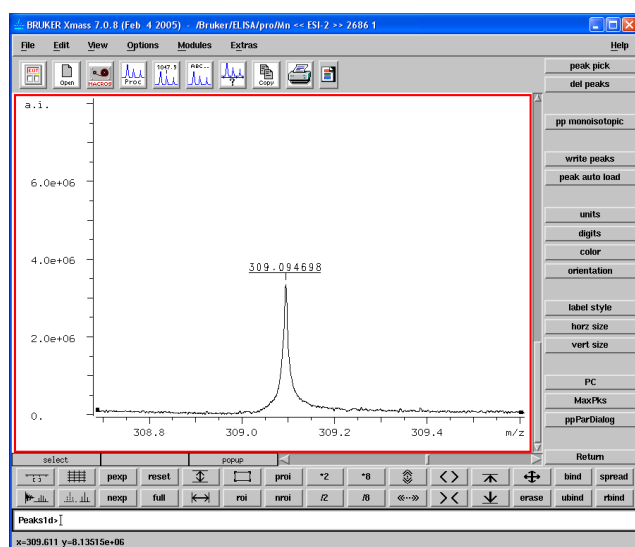 BRUKER Xmass 7.0.8 (Feb 4 2005) - /Bruker/ELISA/pro/Mn << ESI-2 >> 2686 1
File Edit View Options Modules Extras Help
Open MACROS Proc 1047.5 ABC... ? Copy
peak pick
del peaks
pp monoisotopic
write peaks
peak auto load
units
digits
color
orientation
label style
horz size
vert size
PC
MaxPks
ppParDialog
Return
a.i.
6.0e+06
4.0e+06
2.0e+06
0.
309.094698
308.8 309.0 309.2 309.4 m/z
select popup
pexp reset proi *2 *8 bind spread
nexp full roi nroi /2 /8 erase ubind rbind
Peaks1d>
x=309.611 y=8.13515e+06